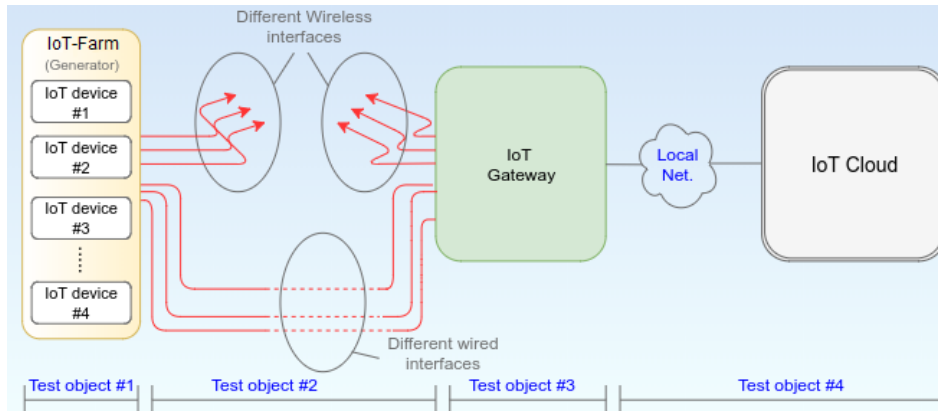 Different Wireless
interfaces
IoT-Farm
(Generator)
IoT device
#1
IoT device
#2
IoT device
#3
IoT device
#4
IoT
Gateway
Local
Net.
IoT Cloud
Different wired
interfaces
Test object #1
Test object #2
Test object #3
Test object #4